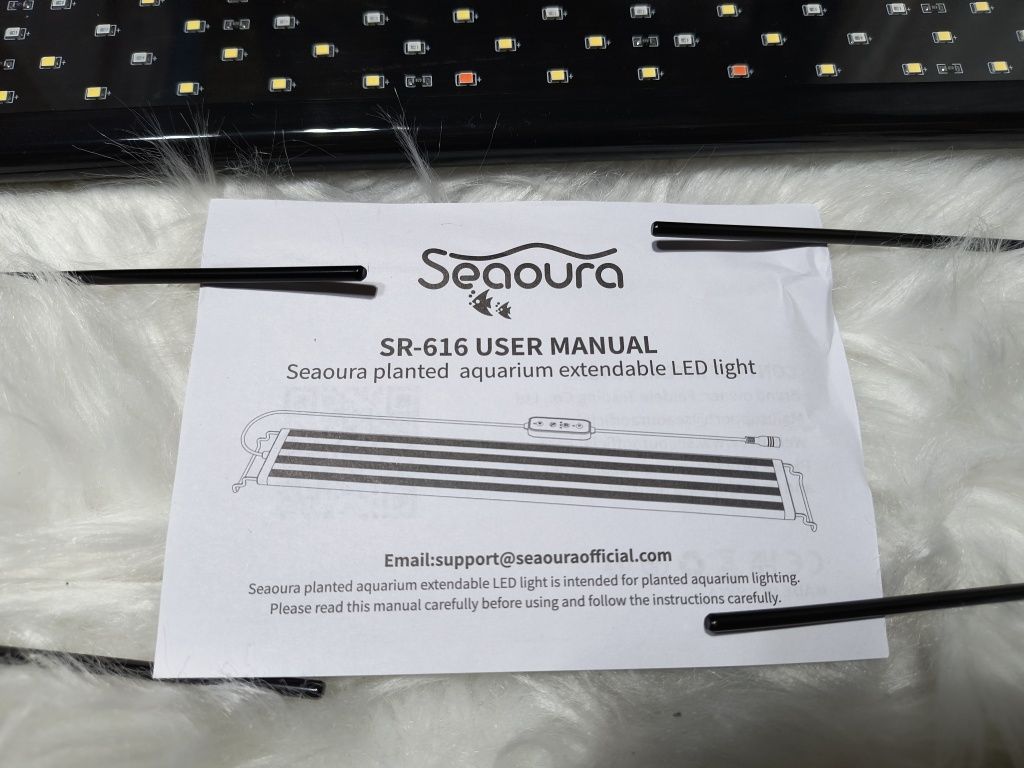 Seaoura
SR-616 USER MANUAL
Seaoura planted aquarium extendable LED light
Email:support@seaouraofficial.com
Seaoura planted aquarium extendable LED light is intended for planted aquarium lighting.
Please read this manual carefully before using and follow the instructions carefully.